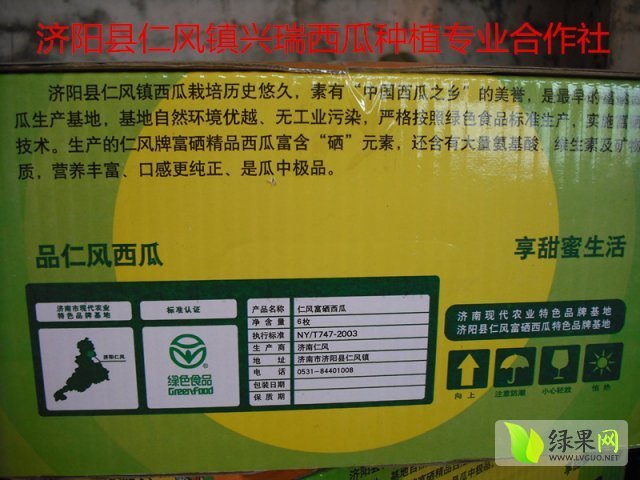 济阳县仁风镇兴瑞西瓜种植专业合作社
济阳县仁风镇西瓜栽培历史悠久，素有“中国西瓜之乡”的美誉，是最早的富硒
瓜生产基地，基地自然环境优越、无工业污染，严格按照绿色食品标准生产，实施富硒
技术。生产的仁风牌富硒精品西瓜富含“硒”元素，还含有大量氨基酸、维生素及矿物
质，营养丰富、口感更纯正、是瓜中极品。
品仁风西瓜
享甜蜜生活
济南市现代农业
特色品牌基地
济阳仁风
标准认证
绿色食品
GreenFood
产品名称 仁风富硒西瓜
净含量 6枚
执行标准 NY/T747-2003
生产商 济南仁风
地址 济南市济阳县仁风镇
电话 0531-84401008
包装日期
保质期
济南现代农业特色品牌基地
济阳县仁风富硒西瓜特色品牌基地
向上 注意防潮 小心轻放 怕热
绿果网
WWW.LVGUO.NET